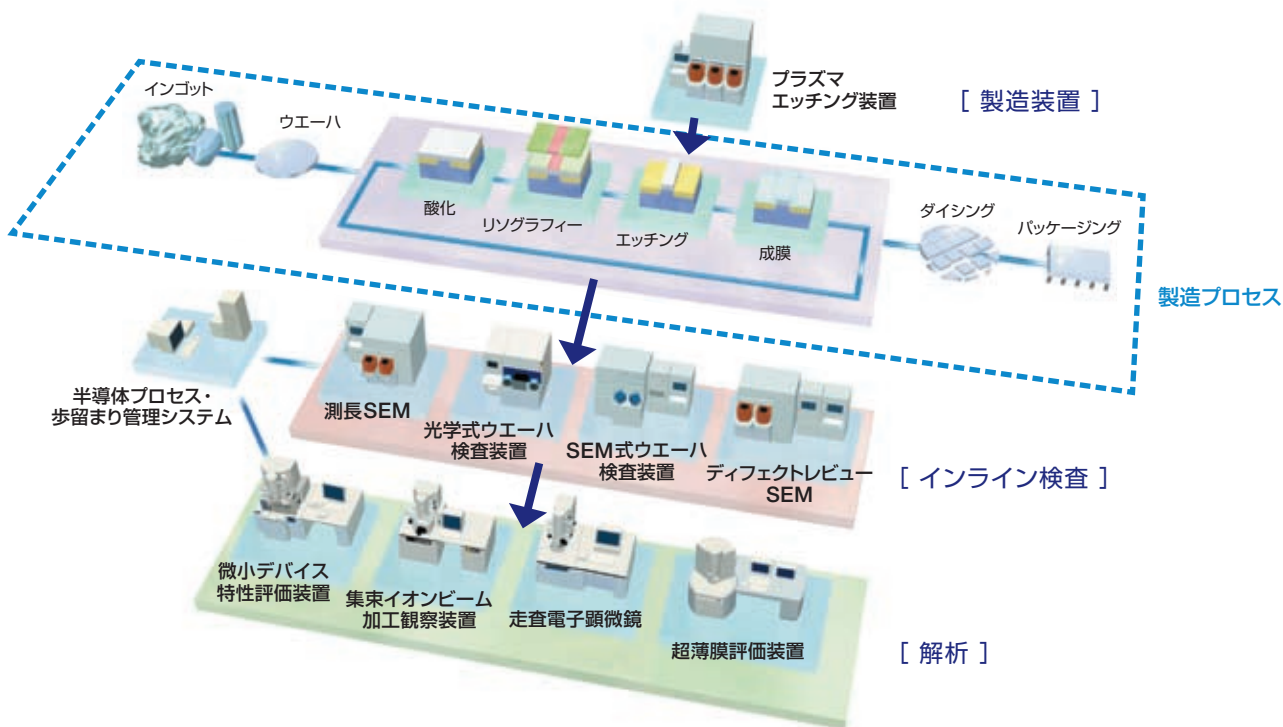 プラズマ
エッチング装置
[ 製造装置 ]
インゴット
ウエーハ
酸化
リソグラフィー
エッチング
成膜
ダイシング
パッケージング
製造プロセス
半導体プロセス・
歩留まり管理システム
測長SEM
光学式ウエーハ
検査装置
SEM式ウエーハ
検査装置
ディフェクトレビュー
SEM
[ インライン検査 ]
微小デバイス
特性評価装置
集束イオンビーム
加工観察装置
走査電子顕微鏡
超薄膜評価装置
[ 解析 ]